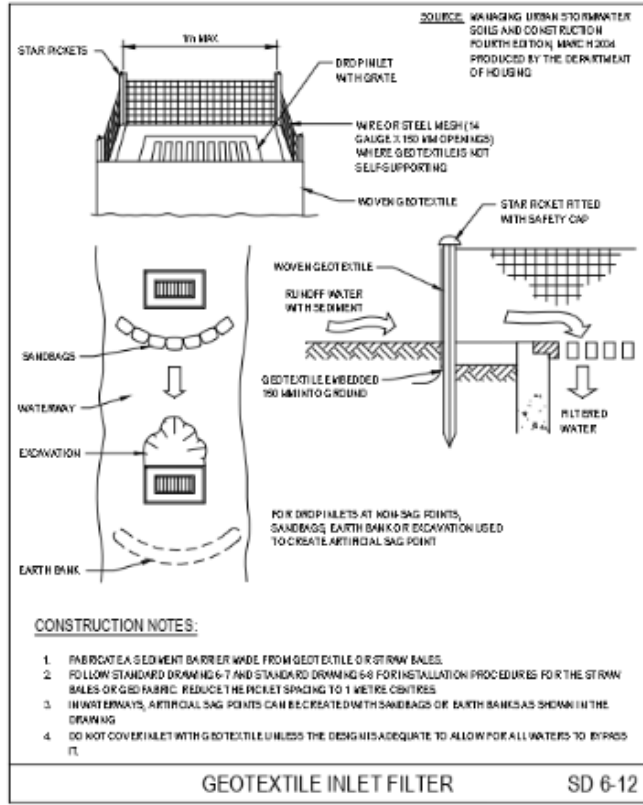 SOURCE: MANAGING URBAN STORMWATER
SOILS AND CONSTRUCTION
FOURTH EDITION, MARCH 2004
PRODUCED BY THE DEPARTMENT
OF HOUSING
1m MAX.
STAR PICKETS
DROP INLET
WITH GRATE
WIRE OR STEEL MESH (14
GAUGE X 150 MM OPENINGS)
WHERE GEOTEXTILE IS NOT
SELF-SUPPORTING
WOVEN GEOTEXTILE
STAR PICKET FITTED
WITH SAFETY CAP
WOVEN GEOTEXTILE
RUNOFF WATER
WITH SEDIMENT
SANDBAGS
GEOTEXTILE EMBEDDED
150 MM INTO GROUND
WATERWAY
FILTERED
WATER
EXCAVATION
FOR DROP INLETS AT NON-SAG POINTS,
SANDBAGS, EARTH BANK OR EXCAVATION USED
TO CREATE ARTIFICIAL SAG POINT
EARTH BANK
CONSTRUCTION NOTES:
1. FABRICATE A SEDIMENT BARRIER MADE FROM GEOTEXTILE OR STRAW BALES.
2 FOLLOW STANDARD DRAWING 6-7 AND STANDARD DRAWING 6-8 FOR INSTALLATION PROCEDURES FOR THE STRAW
BALES OR GEOFABRIC. REDUCE THE PICKET SPACING TO 1 METRE CENTRES.
3. IN WATERWAYS, ARTIFICIAL SAG POINTS CAN BE CREATED WITH SANDBAGS OR EARTH BANKS AS SHOWN IN THE
DRAWING
4. DO NOT COVER INLET WITH GEOTEXTILE UNLESS THE DESIGN IS ADEQUATE TO ALLOW FOR ALL WATERS TO BYPASS
IT.
GEOTEXTILE INLET FILTER SD 6-12